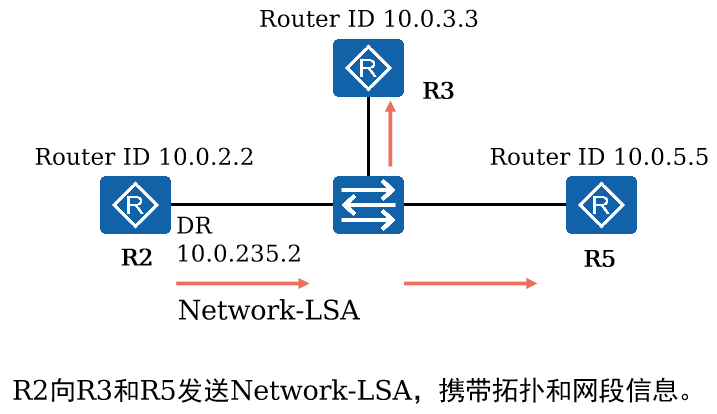 Router ID 10.0.3.3
R
R3
Router ID 10.0.2.2
Router ID 10.0.5.5
R
R
DR
10.0.235.2
R2
R5
Network-LSA
R2向R3和R5发送Network-LSA，携带拓扑和网段信息。